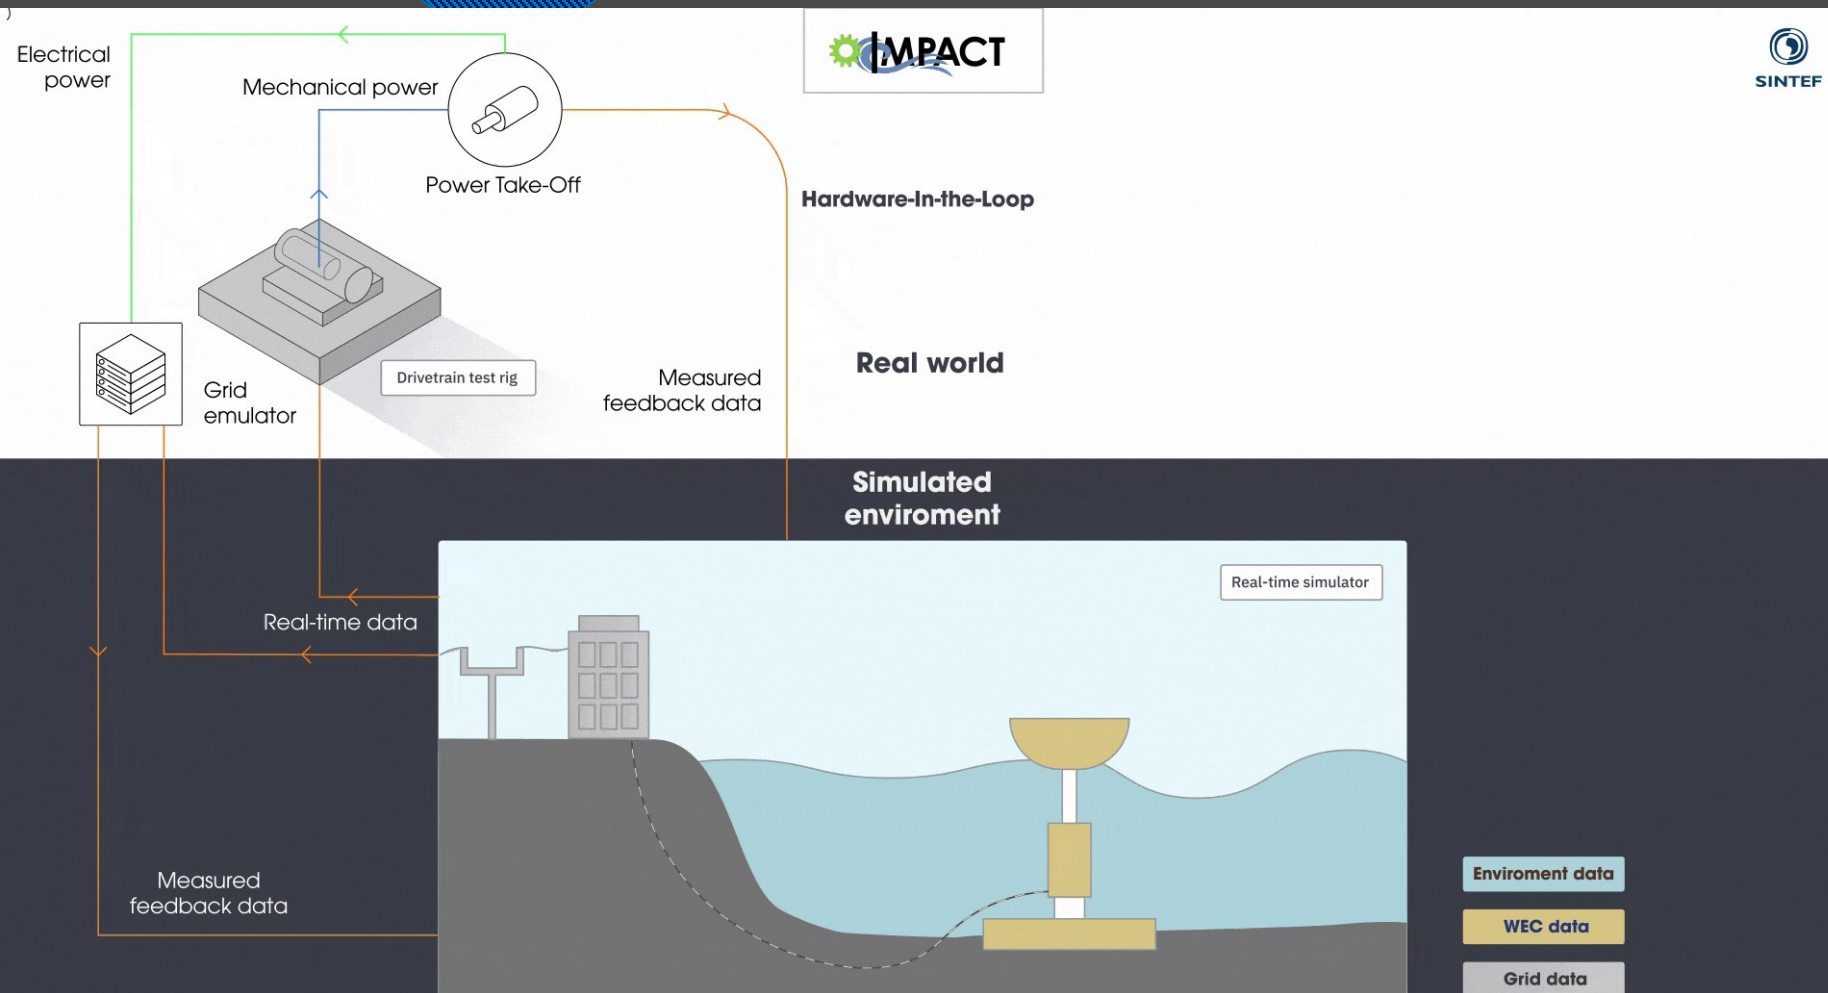 )
Electrical
power
Mechanical power
IMPACT
SINTEF
Power Take-Off
Hardware-In-the-Loop
Drivetrain test rig
Grid
emulator
Measured
feedback data
Real world
Simulated
enviroment
Real-time simulator
Real-time data
Measured
feedback data
Enviroment data
WEC data
Grid data